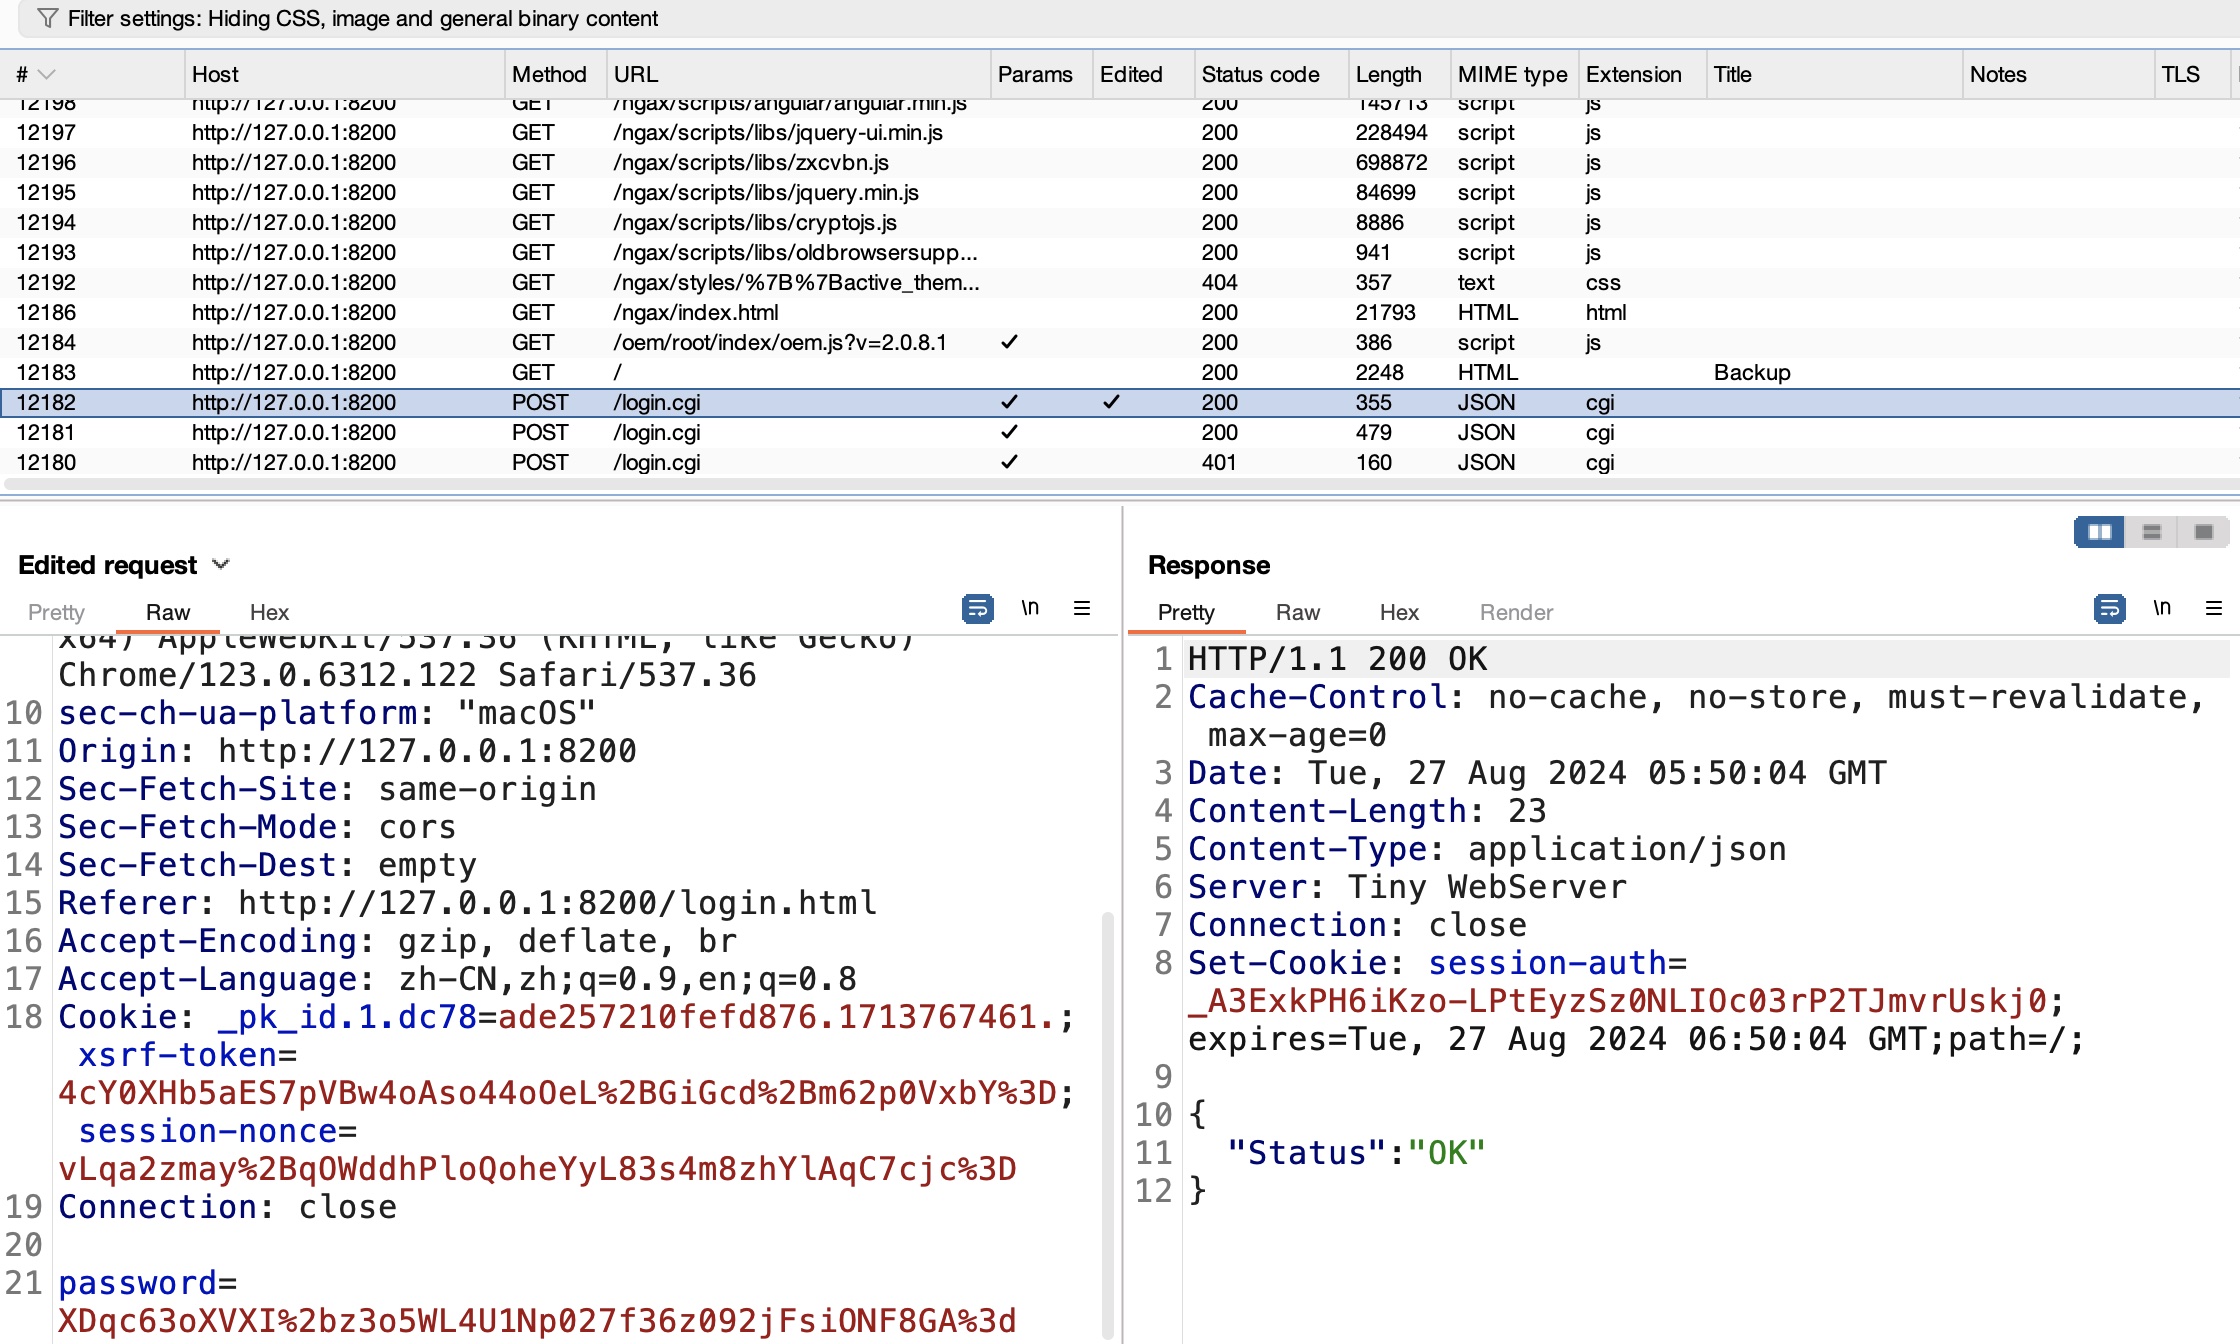 Filter settings: Hiding CSS, image and general binary content
# Host Method URL Params Edited Status code Length MIME type Extension Title Notes TLS
12198 http://127.0.0.1:8200 GET /ngax/scripts/angular/angular.min.js 200 145713 script js
12197 http://127.0.0.1:8200 GET /ngax/scripts/libs/jquery-ui.min.js 200 228494 script js
12196 http://127.0.0.1:8200 GET /ngax/scripts/libs/zxcvbn.js 200 698872 script js
12195 http://127.0.0.1:8200 GET /ngax/scripts/libs/jquery.min.js 200 84699 script js
12194 http://127.0.0.1:8200 GET /ngax/scripts/libs/cryptojs.js 200 8886 script js
12193 http://127.0.0.1:8200 GET /ngax/scripts/libs/oldbrowsersupp... 200 941 script js
12192 http://127.0.0.1:8200 GET /ngax/styles/%7B%7Bactive_them... 404 357 text css
12186 http://127.0.0.1:8200 GET /ngax/index.html 200 21793 HTML html
12184 http://127.0.0.1:8200 GET /oem/root/index/oem.js?v=2.0.8.1 ✓ 200 386 script js
12183 http://127.0.0.1:8200 GET / 200 2248 HTML Backup
12182 http://127.0.0.1:8200 POST /login.cgi ✓ ✓ 200 355 JSON cgi
12181 http://127.0.0.1:8200 POST /login.cgi ✓ 200 479 JSON cgi
12180 http://127.0.0.1:8200 POST /login.cgi ✓ 401 160 JSON cgi
Edited request
Pretty Raw Hex \n
x64) AppleWebKit/537.36 (KHTML, like Gecko)
Chrome/123.0.6312.122 Safari/537.36
10 sec-ch-ua-platform: "macOS"
11 Origin: http://127.0.0.1:8200
12 Sec-Fetch-Site: same-origin
13 Sec-Fetch-Mode: cors
14 Sec-Fetch-Dest: empty
15 Referer: http://127.0.0.1:8200/login.html
16 Accept-Encoding: gzip, deflate, br
17 Accept-Language: zh-CN,zh;q=0.9,en;q=0.8
18 Cookie: _pk_id.1.dc78=ade257210fefd876.1713767461.;
xsrf-token=
4cY0XHb5aES7pVBw4oAso44oOeL%2BGiGcd%2Bm62p0VxbY%3D;
session-nonce=
vLqa2zmay%2BqOWddhPloQoheYyL83s4m8zhYlAqC7cjc%3D
19 Connection: close
20
21 password=
XDqc63oXVXI%2bz3o5WL4U1Np027f36z092jFsiONF8GA%3d
Response
Pretty Raw Hex Render \n
1 HTTP/1.1 200 OK
2 Cache-Control: no-cache, no-store, must-revalidate,
max-age=0
3 Date: Tue, 27 Aug 2024 05:50:04 GMT
4 Content-Length: 23
5 Content-Type: application/json
6 Server: Tiny WebServer
7 Connection: close
8 Set-Cookie: session-auth=
_A3ExkPH6iKzo-LPtEyzSz0NLIOc03rP2TJmvrUskj0;
expires=Tue, 27 Aug 2024 06:50:04 GMT;path=/;
9
10 {
11 "Status":"OK"
12 }